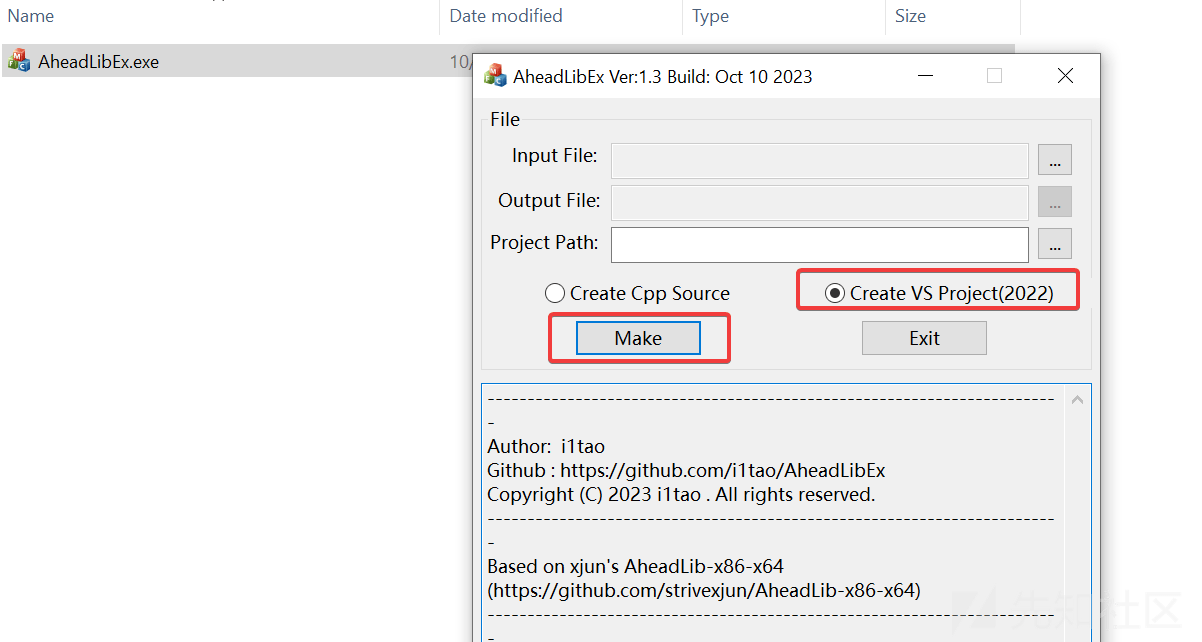 Name Date modified Type Size
AheadLibEx.exe 10/
AheadLibEx Ver:1.3 Build: Oct 10 2023
File
Input File: ...
Output File: ...
Project Path: ...
Create Cpp Source Create VS Project(2022)
Make Exit
---------------------------------------------------------------
-
Author:  i1tao
Github : https://github.com/i1tao/AheadLibEx
Copyright (C) 2023 i1tao . All rights reserved.
---------------------------------------------------------------
-
Based on xjun's AheadLib-x86-x64
(https://github.com/strivexjun/AheadLib-x86-x64)
---------------------------------------------------------------
-
先知社区